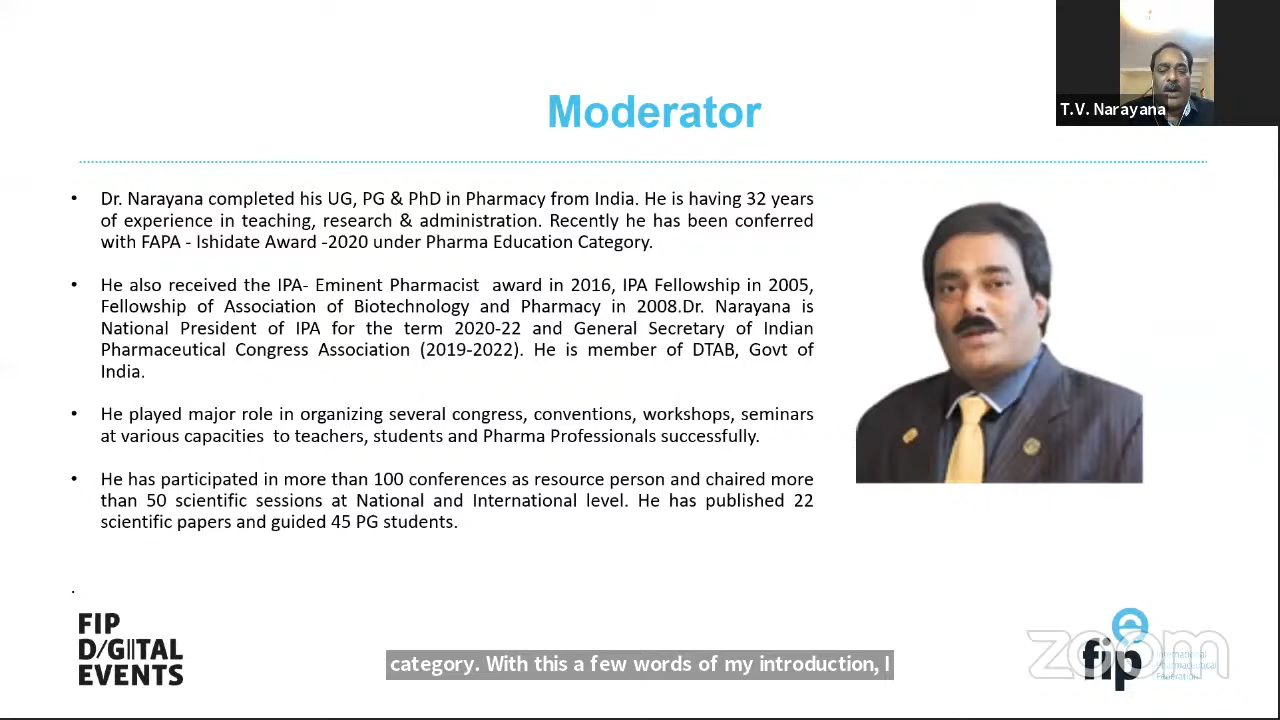 T.V. Narayana
Moderator
• Dr. Narayana completed his UG, PG & PhD in Pharmacy from India. He is having 32 years
of experience in teaching, research & administration. Recently he has been conferred
with FAPA - Ishidate Award -2020 under Pharma Education Category.
• He also received the IPA- Eminent Pharmacist award in 2016, IPA Fellowship in 2005,
Fellowship of Association of Biotechnology and Pharmacy in 2008.Dr. Narayana is
National President of IPA for the term 2020-22 and General Secretary of Indian
Pharmaceutical Congress Association (2019-2022). He is member of DTAB, Govt of
India.
• He played major role in organizing several congress, conventions, workshops, seminars
at various capacities to teachers, students and Pharma Professionals successfully.
• He has participated in more than 100 conferences as resource person and chaired more
than 50 scientific sessions at National and International level. He has published 22
scientific papers and guided 45 PG students.
.
FIP
D/GITAL
EVENTS
category. With this a few words of my introduction, I
zoom
fip
International
Pharmaceutical
Federation